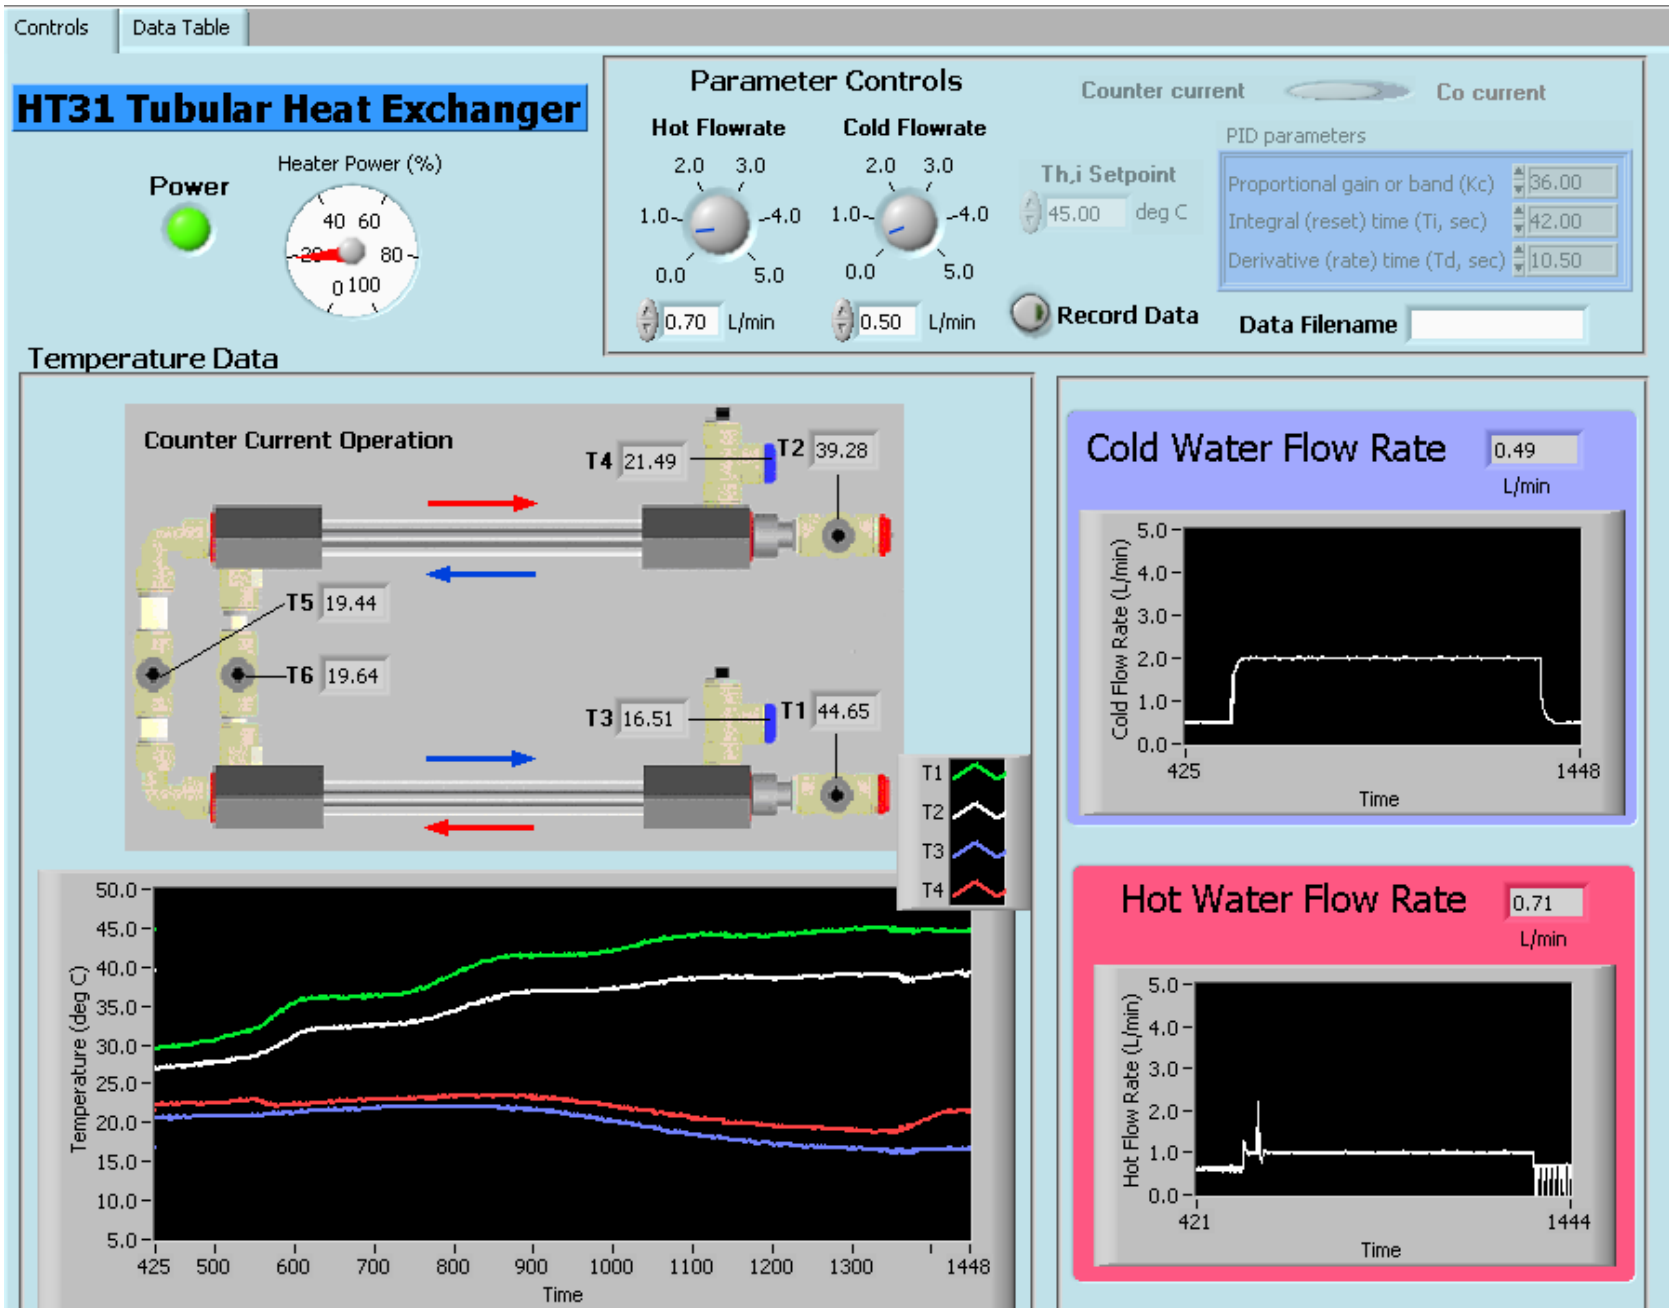 Controls
Data Table
HT31 Tubular Heat Exchanger
Power
Heater Power (%)
40 60
20 80
0 100
Parameter Controls
Counter current
Co current
Hot Flowrate
2.0 3.0
1.0 4.0
0.0 5.0
0.70 L/min
Cold Flowrate
2.0 3.0
1.0 4.0
0.0 5.0
0.50 L/min
Th,i Setpoint
45.00 deg C
Record Data
PID parameters
Proportional gain or band (Kc) 36.00
Integral (reset) time (Ti, sec) 42.00
Derivative (rate) time (Td, sec) 10.50
Data Filename
Temperature Data
Counter Current Operation
T4 21.49
T2 39.28
T5 19.44
T6 19.64
T3 16.51
T1 44.65
T1
T2
T3
T4
Temperature (deg C)
50.0
45.0
40.0
35.0
30.0
25.0
20.0
15.0
10.0
5.0
425 500 600 700 800 900 1000 1100 1200 1300 1448
Time
Cold Water Flow Rate 0.49
L/min
Cold Flow Rate (L/min)
5.0
4.0
3.0
2.0
1.0
0.0
425 1448
Time
Hot Water Flow Rate 0.71
L/min
Hot Flow Rate (L/min)
5.0
4.0
3.0
2.0
1.0
0.0
421 1444
Time